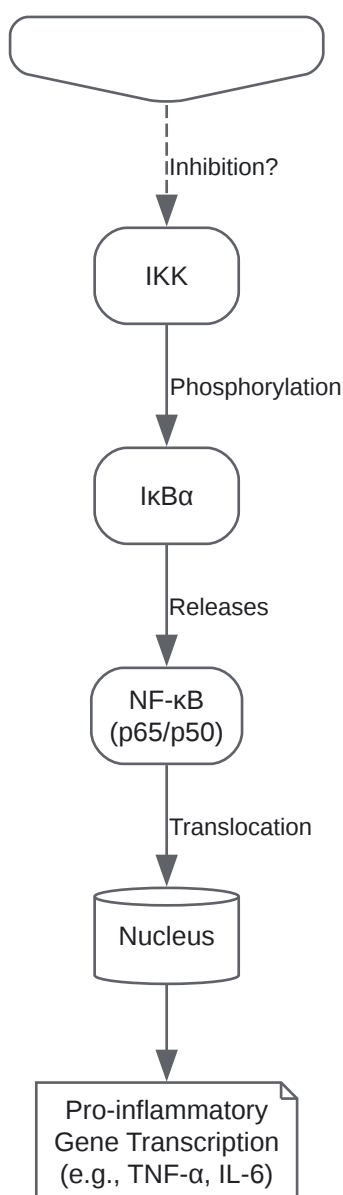 Inhibition?
IKK
Phosphorylation
IκBα
Releases
NF-κB
(p65/p50)
Translocation
Nucleus
Pro-inflammatory
Gene Transcription
(e.g., TNF-α, IL-6)